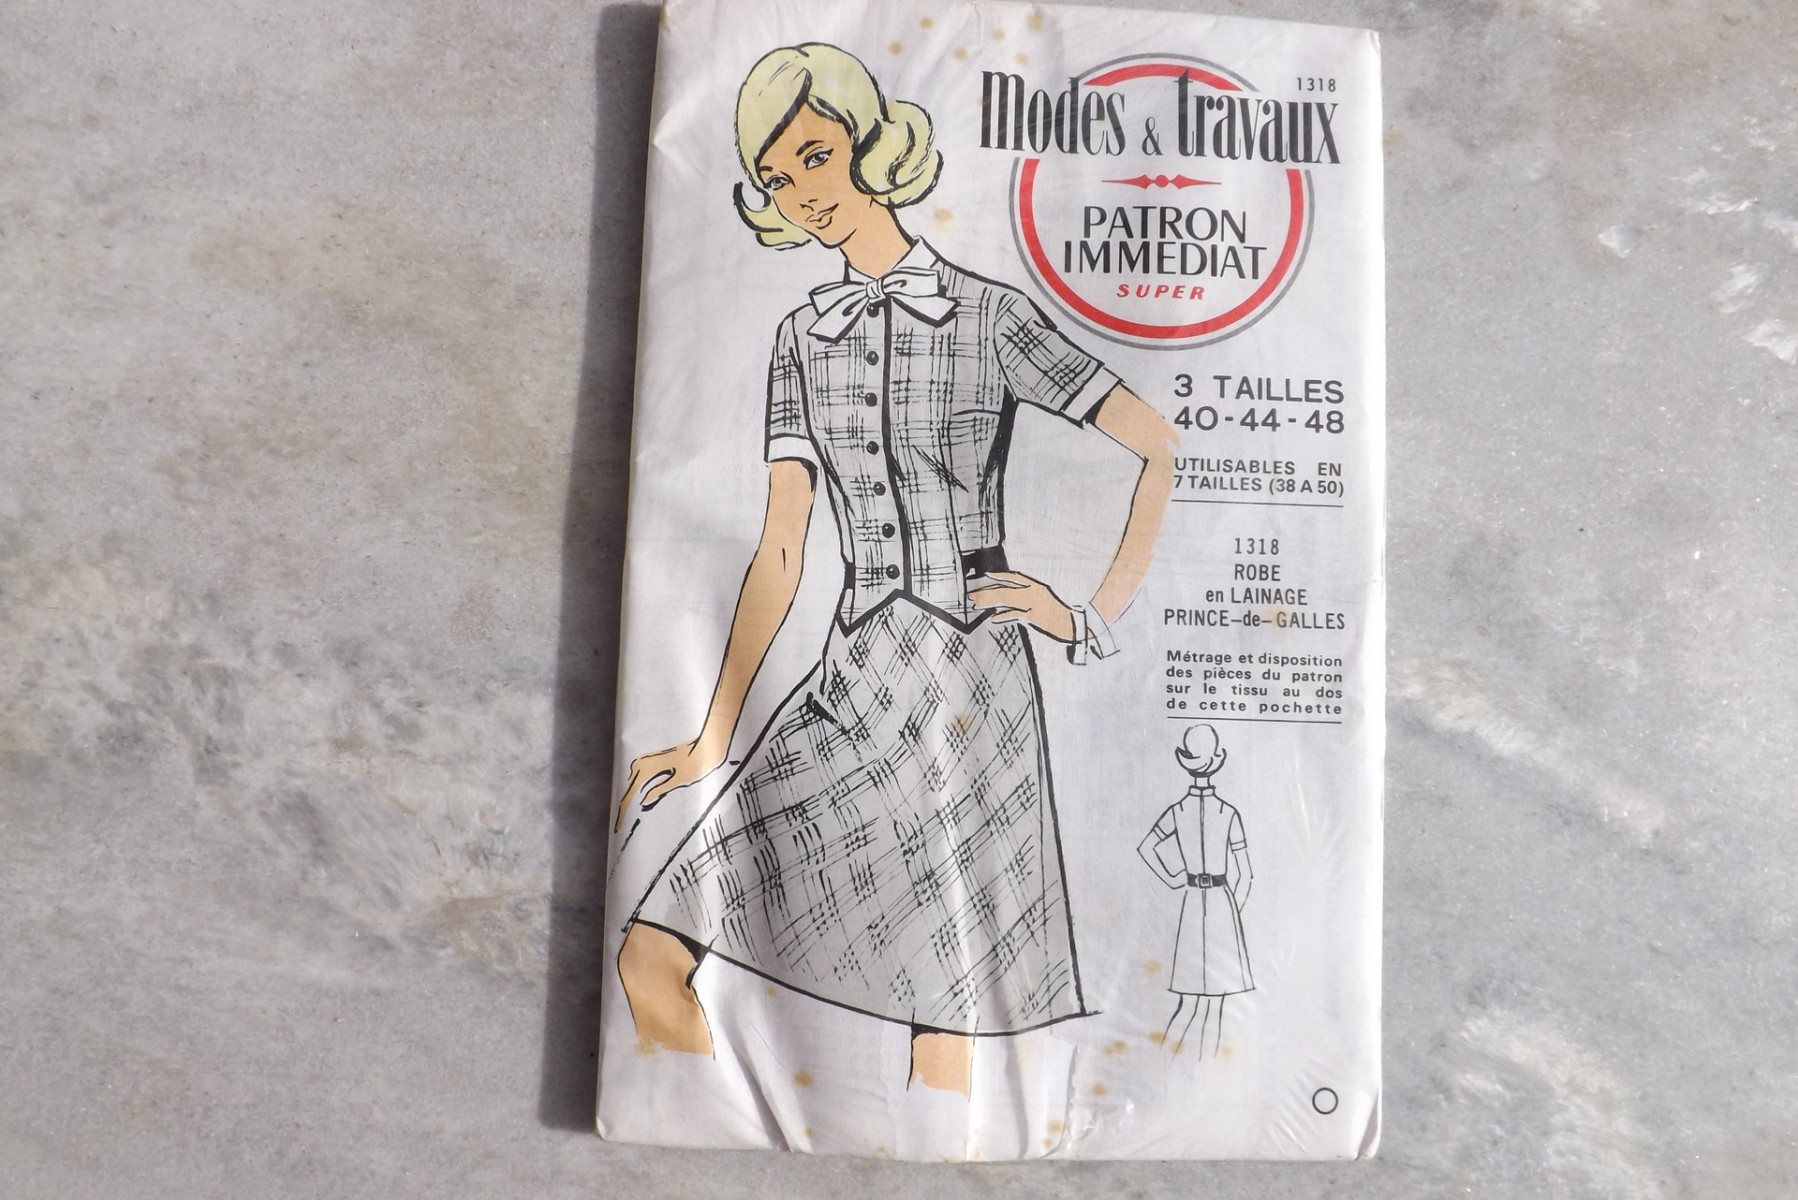 1318
Modes & travaux
PATRON
IMMEDIAT
SUPER
3 TAILLES
40-44-48
UTILISABLES EN
7 TAILLES (38 A 50)
1318
ROBE
en LAINAGE
PRINCE-de-GALLES
Métrage et disposition
des pièces du patron
sur le tissu au dos
de cette pochette